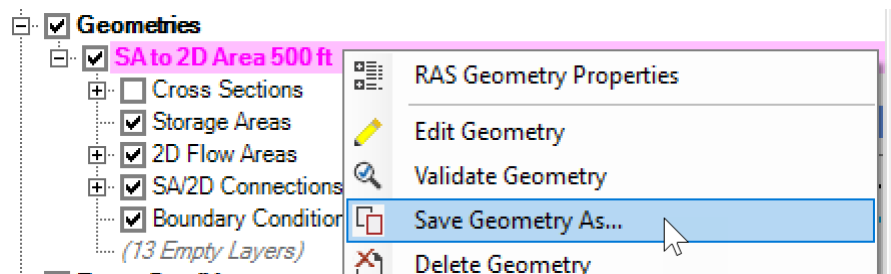 Geometries
SA to 2D Area 500 ft
RAS Geometry Properties
Cross Sections
Storage Areas
Edit Geometry
2D Flow Areas
Validate Geometry
SA/2D Connections
Boundary Condition
Save Geometry As...
(13 Empty Layers)
Delete Geometry